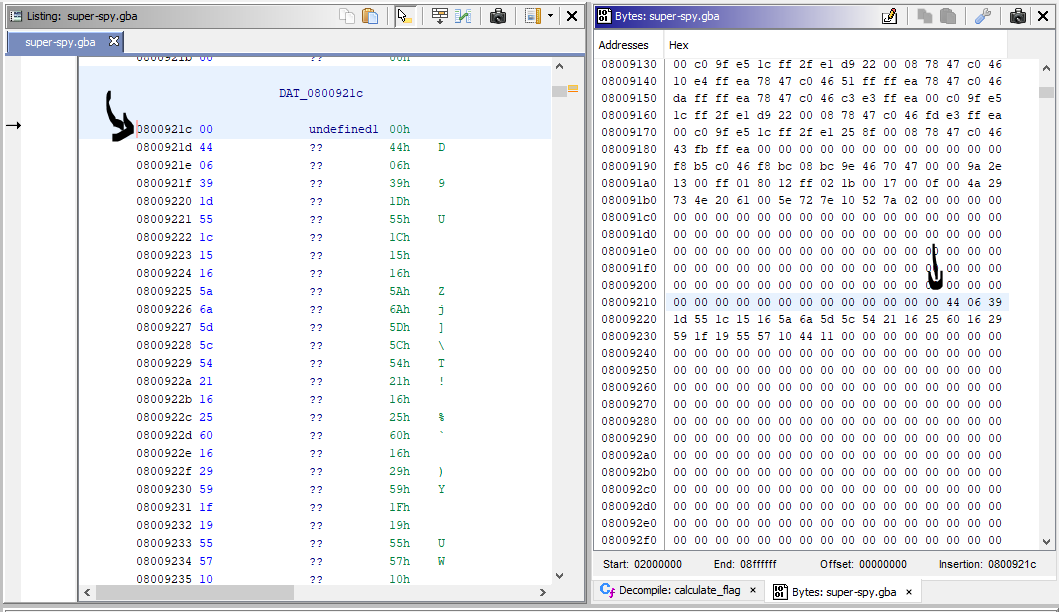 Listing: super-spy.gba
super-spy.gba
0800921b 00 ?? 00h
DAT_0800921c
0800921c 00 undefined1 00h
0800921d 44 ?? 44h D
0800921e 06 ?? 06h
0800921f 39 ?? 39h 9
08009220 1d ?? 1Dh
08009221 55 ?? 55h U
08009222 1c ?? 1Ch
08009223 15 ?? 15h
08009224 16 ?? 16h
08009225 5a ?? 5Ah Z
08009226 6a ?? 6Ah j
08009227 5d ?? 5Dh ]
08009228 5c ?? 5Ch \
08009229 54 ?? 54h T
0800922a 21 ?? 21h !
0800922b 16 ?? 16h
0800922c 25 ?? 25h %
0800922d 60 ?? 60h `
0800922e 16 ?? 16h
0800922f 29 ?? 29h )
08009230 59 ?? 59h Y
08009231 1f ?? 1Fh
08009232 19 ?? 19h
08009233 55 ?? 55h U
08009234 57 ?? 57h W
08009235 10 ?? 10h
Bytes: super-spy.gba
Addresses Hex
08009130 00 c0 9f e5 1c ff 2f e1 d9 22 00 08 78 47 c0 46
08009140 10 e4 ff ea 78 47 c0 46 51 ff ff ea 78 47 c0 46
08009150 da ff ff ea 78 47 c0 46 c3 e3 ff ea 00 c0 9f e5
08009160 1c ff 2f e1 d9 22 00 08 78 47 c0 46 fd e3 ff ea
08009170 00 c0 9f e5 1c ff 2f e1 25 8f 00 08 78 47 c0 46
08009180 43 fb ff ea 00 00 00 00 00 00 00 00 00 00 00 00
08009190 f8 b5 c0 46 f8 bc 08 bc 9e 46 70 47 00 00 9a 2e
080091a0 13 00 ff 01 80 12 ff 02 1b 00 17 00 0f 00 4a 29
080091b0 73 4e 20 61 00 5e 72 7e 10 52 7a 02 00 00 00 00
080091c0 00 00 00 00 00 00 00 00 00 00 00 00 00 00 00 00
080091d0 00 00 00 00 00 00 00 00 00 00 00 00 00 00 00 00
080091e0 00 00 00 00 00 00 00 00 00 00 00 00 00 00 00
080091f0 00 00 00 00 00 00 00 00 00 00 00 00 00 00 00
08009200 00 00 00 00 00 00 00 00 00 00 00 00 00 00 00
08009210 00 00 00 00 00 00 00 00 00 00 00 00 00 44 06 39
08009220 1d 55 1c 15 16 5a 6a 5d 5c 54 21 16 25 60 16 29
08009230 59 1f 19 55 57 10 44 11 00 00 00 00 00 00 00 00
08009240 00 00 00 00 00 00 00 00 00 00 00 00 00 00 00 00
08009250 00 00 00 00 00 00 00 00 00 00 00 00 00 00 00 00
08009260 00 00 00 00 00 00 00 00 00 00 00 00 00 00 00 00
08009270 00 00 00 00 00 00 00 00 00 00 00 00 00 00 00 00
08009280 00 00 00 00 00 00 00 00 00 00 00 00 00 00 00 00
08009290 00 00 00 00 00 00 00 00 00 00 00 00 00 00 00 00
080092a0 00 00 00 00 00 00 00 00 00 00 00 00 00 00 00 00
080092b0 00 00 00 00 00 00 00 00 00 00 00 00 00 00 00 00
080092c0 00 00 00 00 00 00 00 00 00 00 00 00 00 00 00 00
080092d0 00 00 00 00 00 00 00 00 00 00 00 00 00 00 00 00
080092e0 00 00 00 00 00 00 00 00 00 00 00 00 00 00 00 00
080092f0 00 00 00 00 00 00 00 00 00 00 00 00 00 00 00 00
Start: 02000000 End: 08ffffff Offset: 00000000 Insertion: 0800921c
Decompile: calculate_flag
Bytes: super-spy.gba